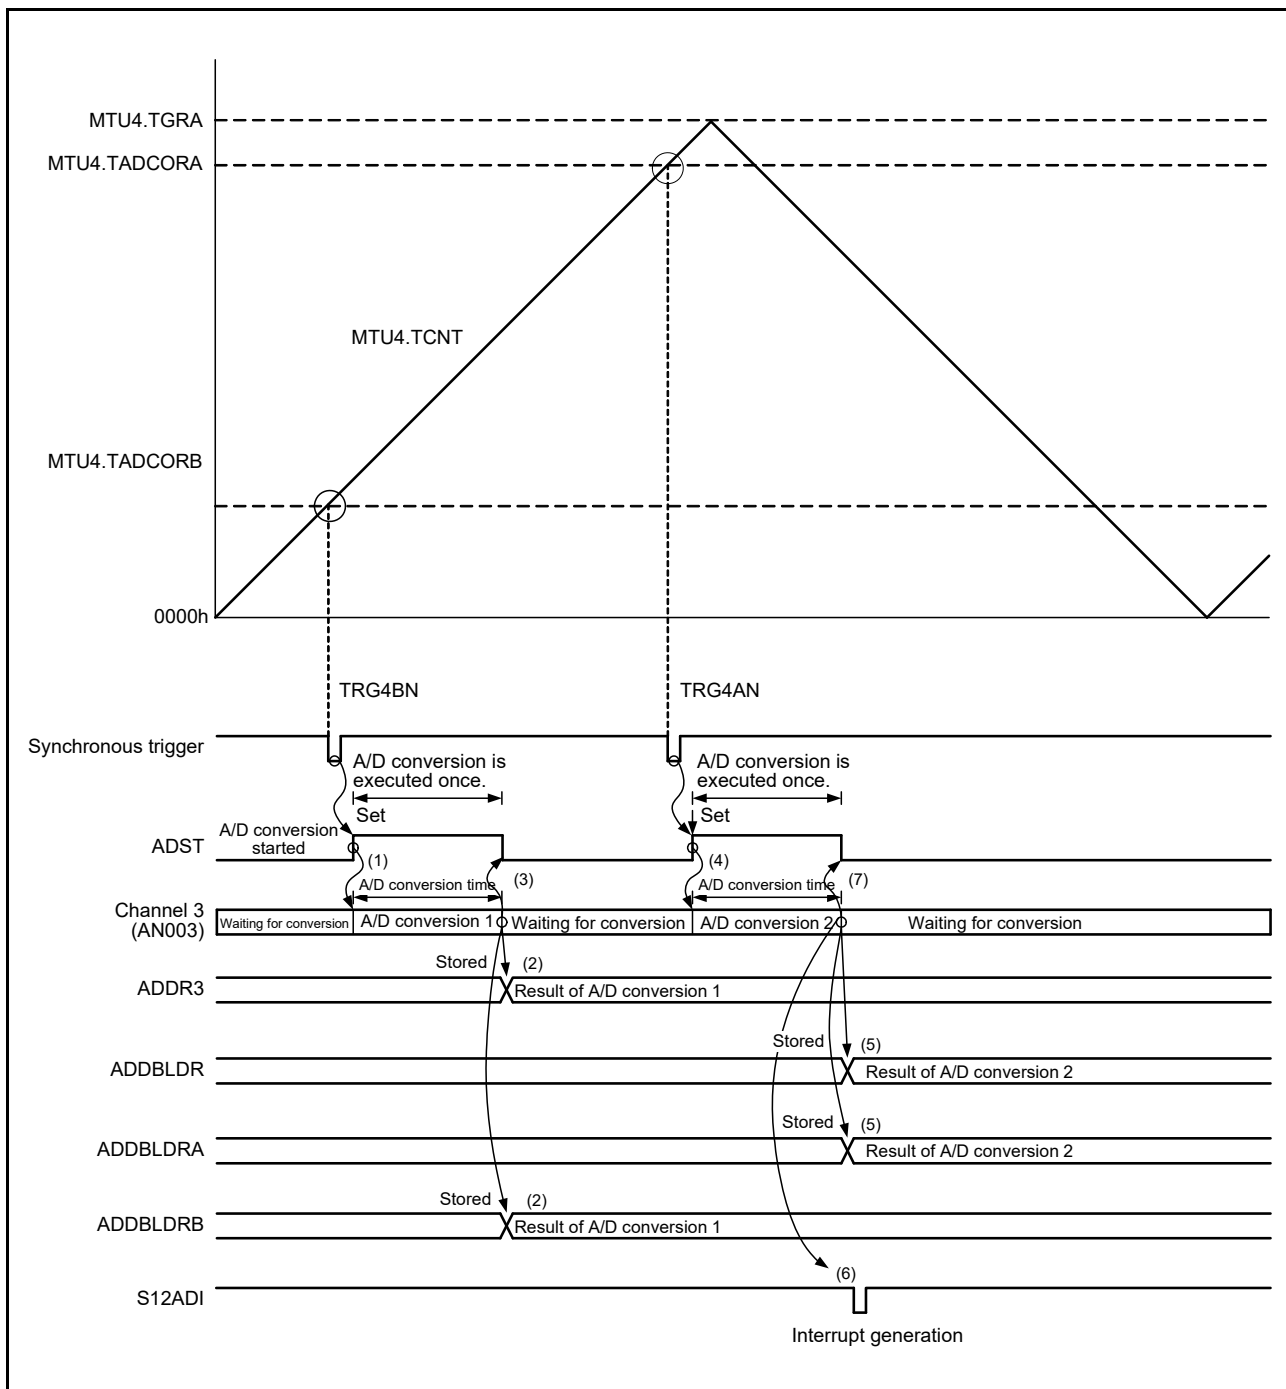 MTU4.TGRA
MTU4.TADCORA
MTU4.TCNT
MTU4.TADCORB
0000h
TRG4BN
TRG4AN
Synchronous trigger
A/D conversion is
executed once.
A/D conversion is
executed once.
Set
Set
A/D conversion
started
ADST
(1)
(3)
(4)
(7)
A/D conversion time
A/D conversion time
Channel 3
(AN003)
Waiting for conversion
A/D conversion 1
Waiting for conversion
A/D conversion 2
Waiting for conversion
Stored
(2)
ADDR3
Result of A/D conversion 1
Stored
(5)
ADDBLDR
Result of A/D conversion 2
Stored
(5)
ADDBLDRA
Result of A/D conversion 2
Stored
(2)
ADDBLDRB
Result of A/D conversion 1
(6)
S12ADI
Interrupt generation